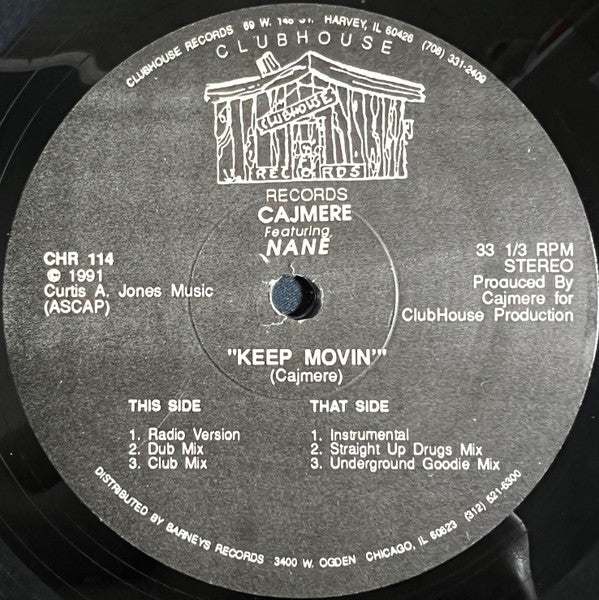 CLUBHOUSE RECORDS 69 W. 146 ST. HARVEY, IL 60426 (708) 331-2409
CLUBHOUSE
CLUBHOUSE
RECORDS
RECORDS
CAJMERE
Featuring
NANÉ
CHR 114
© 1991
Curtis A. Jones Music
(ASCAP)
33 1/3 RPM
STEREO
Produced By
Cajmere for
ClubHouse Production
"KEEP MOVIN'"
(Cajmere)
THIS SIDE
1. Radio Version
2. Dub Mix
3. Club Mix
THAT SIDE
1. Instrumental
2. Straight Up Drugs Mix
3. Underground Goodie Mix
DISTRIBUTED BY BARNEYS RECORDS 3400 W. OGDEN CHICAGO, IL 60623 (312) 521-6300